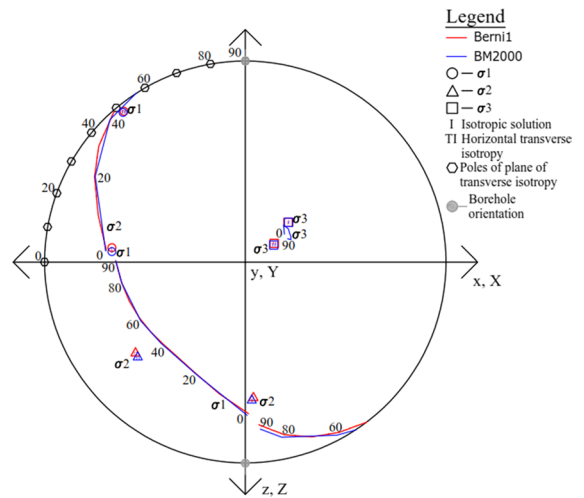 Legend
Berni1
BM2000
— σ1
— σ2
— σ3
I Isotropic solution
TI Horizontal transverse
isotropy
Poles of plane of
transverse isotropy
Borehole
orientation
90
80
60
σ1
40
40
20
20
σ2
σ3
0
σ3
σ3
90
0
σ1
0
90
y, Y
x, X
80
60
40
σ2
20
σ1
σ2
0
90
80
60
z, Z